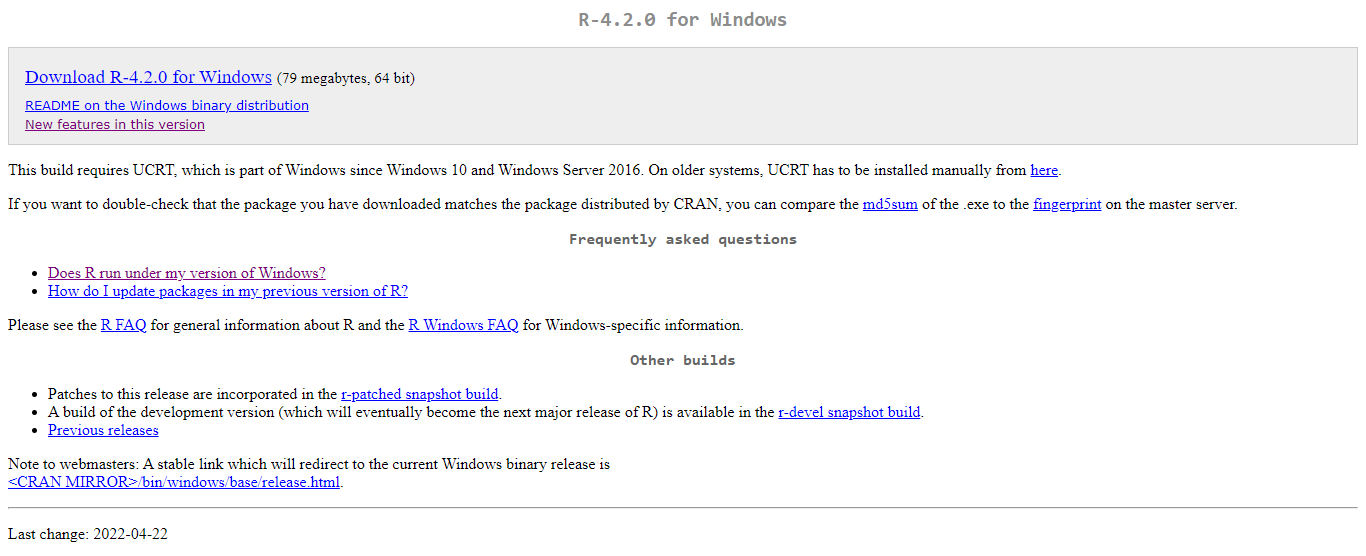 R-4.2.0 for Windows
Download R-4.2.0 for Windows (79 megabytes, 64 bit)
README on the Windows binary distribution
New features in this version
This build requires UCRT, which is part of Windows since Windows 10 and Windows Server 2016. On older systems, UCRT has to be installed manually from here.
If you want to double-check that the package you have downloaded matches the package distributed by CRAN, you can compare the md5sum of the .exe to the fingerprint on the master server.
Frequently asked questions
• Does R run under my version of Windows?
• How do I update packages in my previous version of R?
Please see the R FAQ for general information about R and the R Windows FAQ for Windows-specific information.
Other builds
• Patches to this release are incorporated in the r-patched snapshot build.
• A build of the development version (which will eventually become the next major release of R) is available in the r-devel snapshot build.
• Previous releases
Note to webmasters: A stable link which will redirect to the current Windows binary release is
<CRAN MIRROR>/bin/windows/base/release.html.
Last change: 2022-04-22